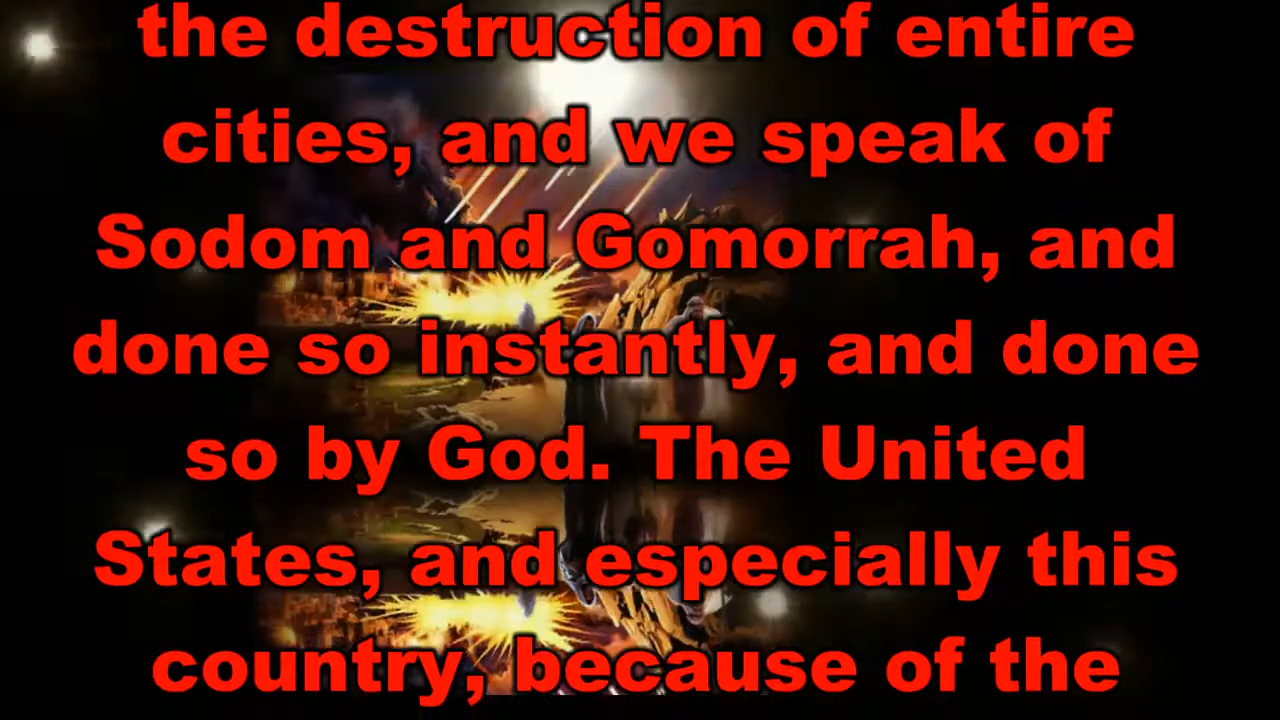 the destruction of entire
cities, and we speak of
Sodom and Gomorrah, and
done so instantly, and done
so by God. The United
States, and especially this
country, because of the